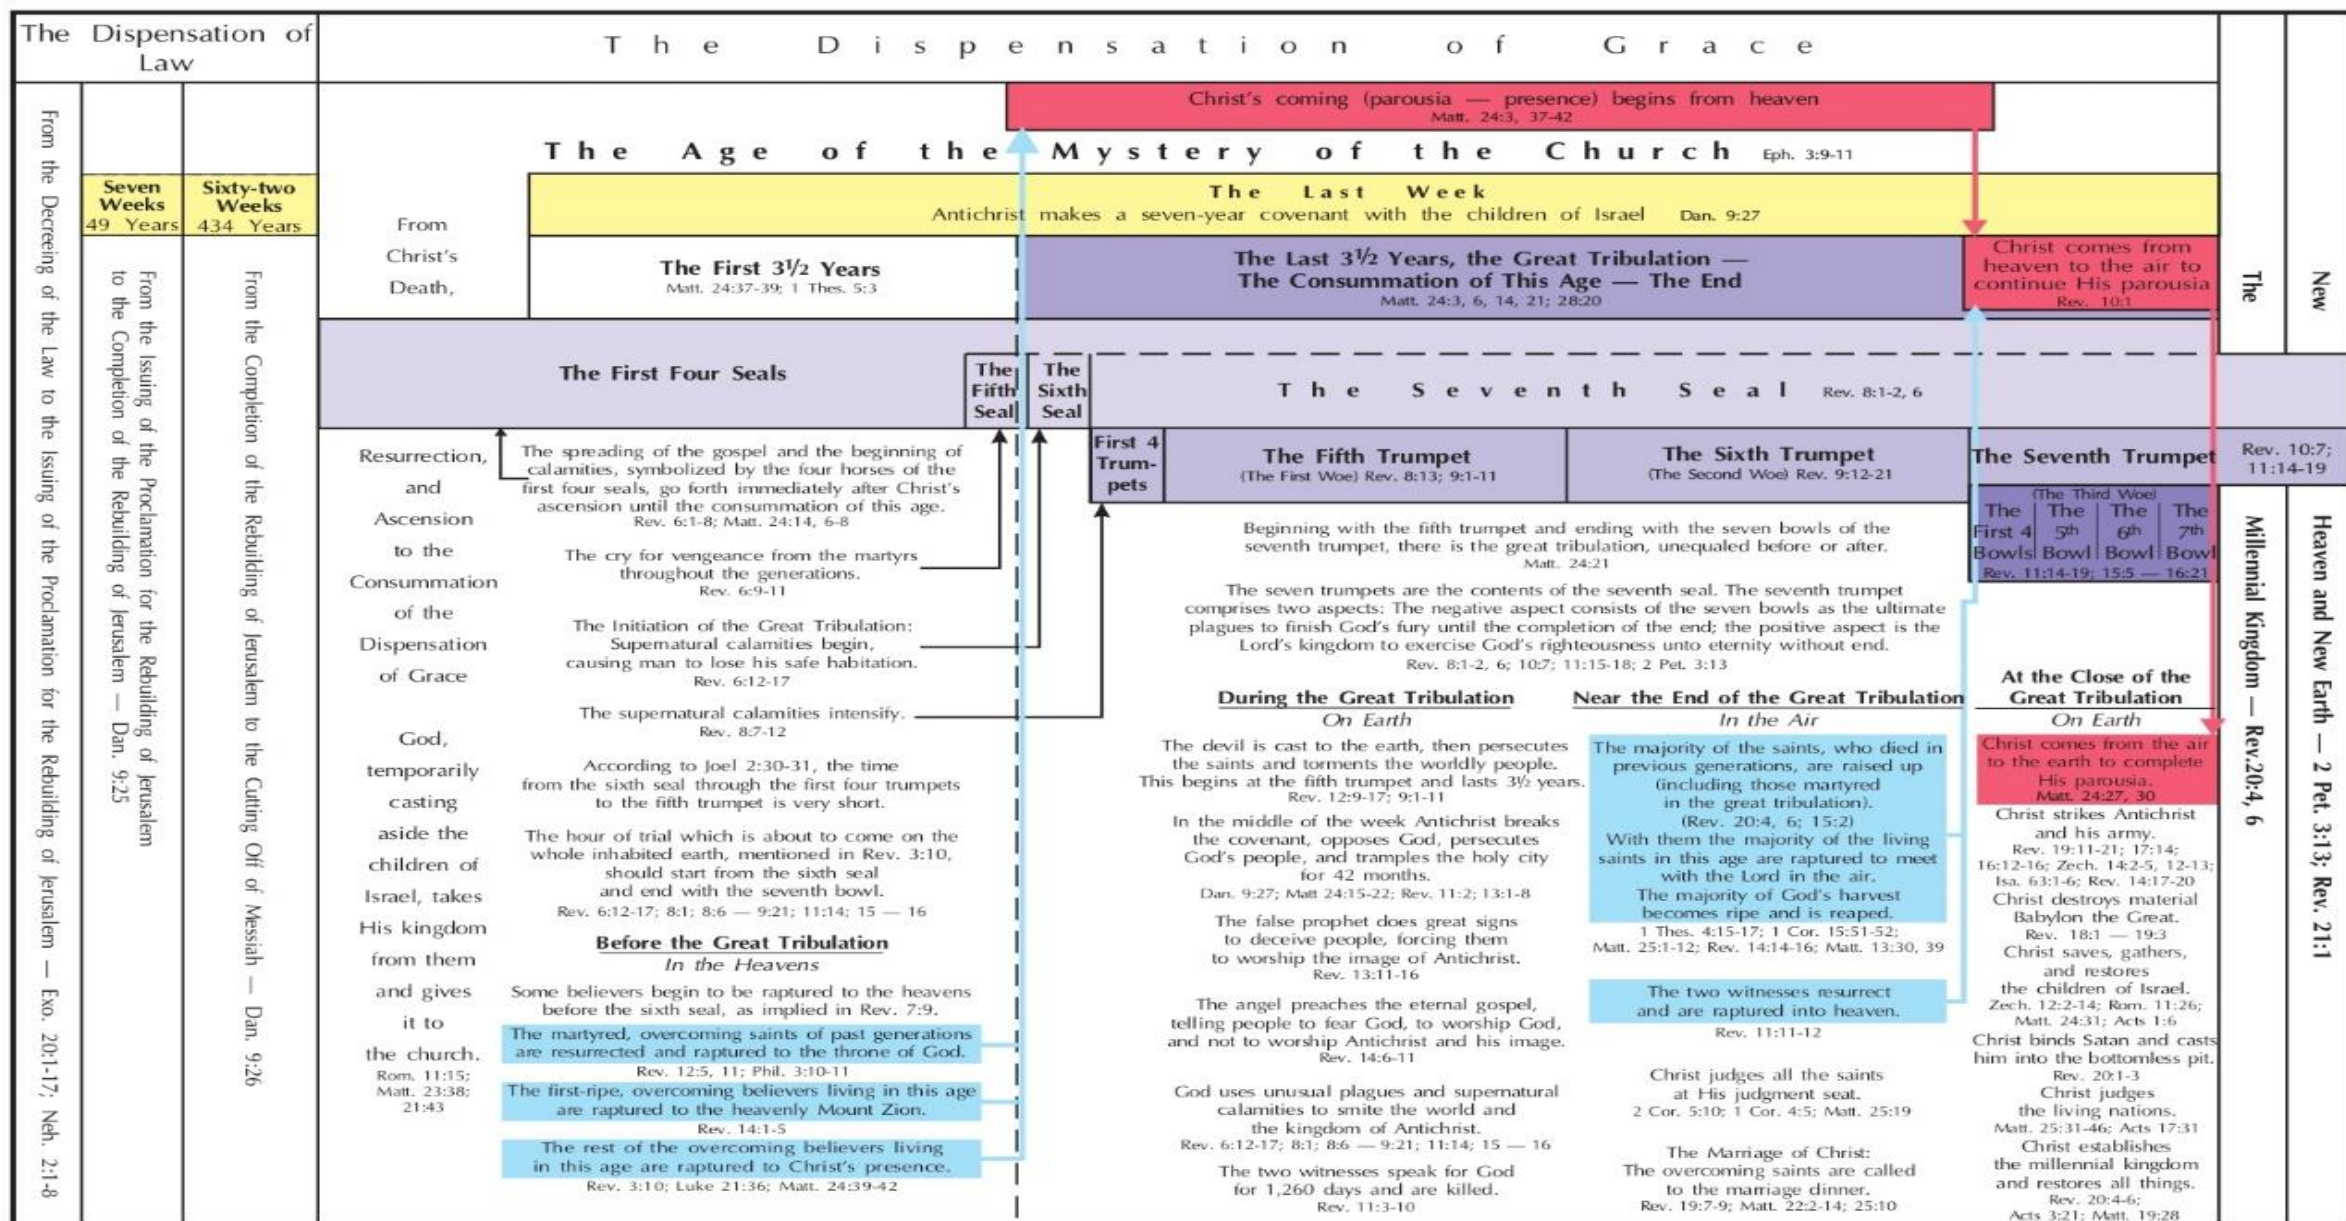 The Dispensation of
Law
The Dispensation of Grace
From the Decreeing of the Law to the Issuing of the Proclamation for the Rebuilding of Jerusalem — Exo. 20:1-17; Neh. 2:1-8
Seven
Weeks
49 Years
From the Issuing of the Proclamation for the Rebuilding of Jerusalem
to the Completion of the Rebuilding of Jerusalem — Dan. 9:25
Sixty-two
Weeks
434 Years
From the Completion of the Rebuilding of Jerusalem to the Cutting Off of Messiah — Dan. 9:26
Christ's coming (parousia — presence) begins from heaven
Matt. 24:3, 37-42
The Age of the Mystery of the Church Eph. 3:9-11
The Last Week
Antichrist makes a seven-year covenant with the children of Israel Dan. 9:27
From
Christ's
Death,
The First 3½ Years
Matt. 24:37-39; 1 Thes. 5:3
The Last 3½ Years, the Great Tribulation —
The Consummation of This Age — The End
Matt. 24:3, 6, 14, 21; 28:20
Christ comes from
heaven to the air to
continue His parousia
Rev. 10:1
The First Four Seals
The
Fifth
Seal
The
Sixth
Seal
The Seventh Seal Rev. 8:1-2, 6
Resurrection,
and
Ascension
to the
Consummation
of the
Dispensation
of Grace
God,
temporarily
casting
aside the
children of
Israel, takes
His kingdom
from them
and gives
it to
the church.
Rom. 11:15;
Matt. 23:38;
21:43
The spreading of the gospel and the beginning of
calamities, symbolized by the four horses of the
first four seals, go forth immediately after Christ's
ascension until the consummation of this age.
Rev. 6:1-8; Matt. 24:14, 6-8
The cry for vengeance from the martyrs
throughout the generations.
Rev. 6:9-11
The Initiation of the Great Tribulation:
Supernatural calamities begin,
causing man to lose his safe habitation.
Rev. 6:12-17
The supernatural calamities intensify.
Rev. 8:7-12
According to Joel 2:30-31, the time
from the sixth seal through the first four trumpets
to the fifth trumpet is very short.
The hour of trial which is about to come on the
whole inhabited earth, mentioned in Rev. 3:10,
should start from the sixth seal
and end with the seventh bowl.
Rev. 6:12-17; 8:1; 8:6 — 9:21; 11:14; 15 — 16
Before the Great Tribulation
In the Heavens
Some believers begin to be raptured to the heavens
before the sixth seal, as implied in Rev. 7:9.
The martyred, overcoming saints of past generations
are resurrected and raptured to the throne of God.
Rev. 12:5, 11; Phil. 3:10-11
The first-ripe, overcoming believers living in this age
are raptured to the heavenly Mount Zion.
Rev. 14:1-5
The rest of the overcoming believers living
in this age are raptured to Christ's presence.
Rev. 3:10; Luke 21:36; Matt. 24:39-42
First 4
Trum-
pets
The Fifth Trumpet
(The First Woe) Rev. 8:13; 9:1-11
The Sixth Trumpet
(The Second Woe) Rev. 9:12-21
The Seventh Trumpet
Rev. 10:7;
11:14-19
(The Third Woe)
The
First 4
Bowls
The
5th
Bowl
The
6th
Bowl
The
7th
Bowl
Rev. 11:14-19; 15:5 — 16:21
Beginning with the fifth trumpet and ending with the seven bowls of the
seventh trumpet, there is the great tribulation, unequaled before or after.
Matt. 24:21
The seven trumpets are the contents of the seventh seal. The seventh trumpet
comprises two aspects: The negative aspect consists of the seven bowls as the ultimate
plagues to finish God's fury until the completion of the end; the positive aspect is the
Lord's kingdom to exercise God's righteousness unto eternity without end.
Rev. 8:1-2, 6; 10:7; 11:15-18; 2 Pet. 3:13
During the Great Tribulation
On Earth
The devil is cast to the earth, then persecutes
the saints and torments the worldly people.
This begins at the fifth trumpet and lasts 3½ years.
Rev. 12:9-17; 9:1-11
In the middle of the week Antichrist breaks
the covenant, opposes God, persecutes
God's people, and tramples the holy city
for 42 months.
Dan. 9:27; Matt 24:15-22; Rev. 11:2; 13:1-8
The false prophet does great signs
to deceive people, forcing them
to worship the image of Antichrist.
Rev. 13:11-16
The angel preaches the eternal gospel,
telling people to fear God, to worship God,
and not to worship Antichrist and his image.
Rev. 14:6-11
God uses unusual plagues and supernatural
calamities to smite the world and
the kingdom of Antichrist.
Rev. 6:12-17; 8:1; 8:6 — 9:21; 11:14; 15 — 16
The two witnesses speak for God
for 1,260 days and are killed.
Rev. 11:3-10
Near the End of the Great Tribulation
In the Air
The majority of the saints, who died in
previous generations, are raised up
(including those martyred
in the great tribulation).
(Rev. 20:4, 6; 15:2)
With them the majority of the living
saints in this age are raptured to meet
with the Lord in the air.
The majority of God's harvest
becomes ripe and is reaped.
1 Thes. 4:15-17; 1 Cor. 15:51-52;
Matt. 25:1-12; Rev. 14:14-16; Matt. 13:30, 39
The two witnesses resurrect
and are raptured into heaven.
Rev. 11:11-12
Christ judges all the saints
at His judgment seat.
2 Cor. 5:10; 1 Cor. 4:5; Matt. 25:19
The Marriage of Christ:
The overcoming saints are called
to the marriage dinner.
Rev. 19:7-9; Matt. 22:2-14; 25:10
At the Close of the
Great Tribulation
On Earth
Christ comes from the air
to the earth to complete
His parousia.
Matt. 24:27, 30
Christ strikes Antichrist
and his army.
Rev. 19:11-21; 17:14;
16:12-16; Zech. 14:2-5, 12-13;
Isa. 63:1-6; Rev. 14:17-20
Christ destroys material
Babylon the Great.
Rev. 18:1 — 19:3
Christ saves, gathers,
and restores
the children of Israel.
Zech. 12:2-14; Rom. 11:26;
Matt. 24:31; Acts 1:6
Christ binds Satan and casts
him into the bottomless pit.
Rev. 20:1-3
Christ judges
the living nations.
Matt. 25:31-46; Acts 17:31
Christ establishes
the millennial kingdom
and restores all things.
Rev. 20:4-6;
Acts 3:21; Matt. 19:28
The Millennial Kingdom — Rev.20:4, 6
New Heaven and New Earth — 2 Pet. 3:13; Rev. 21:1